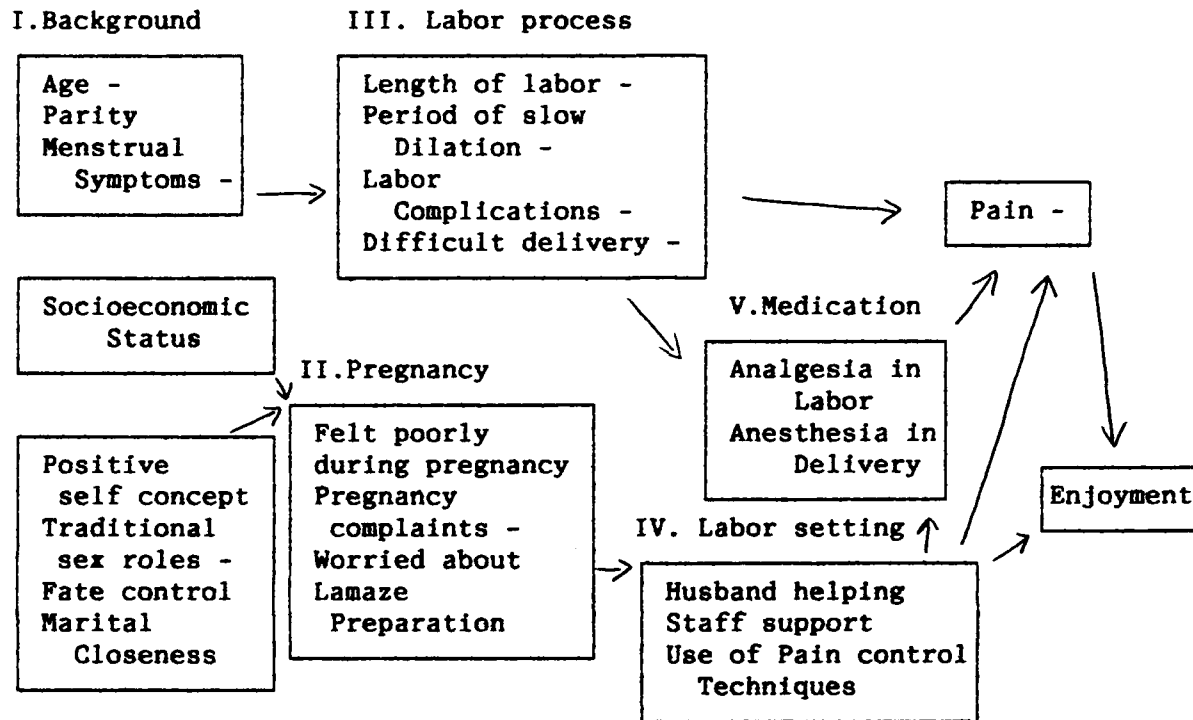 I.Background
Age -
Parity
Menstrual
Symptoms -
Socioeconomic
Status
Positive
self concept
Traditional
sex roles -
Fate control
Marital
Closeness
II.Pregnancy
Felt poorly
during pregnancy
Pregnancy
complaints -
Worried about
Lamaze
Preparation
III. Labor process
Length of labor -
Period of slow
Dilation -
Labor
Complications -
Difficult delivery -
IV. Labor setting
Husband helping
Staff support
Use of Pain control
Techniques
V.Medication
Analgesia in
Labor
Anesthesia in
Delivery
Pain -
Enjoyment